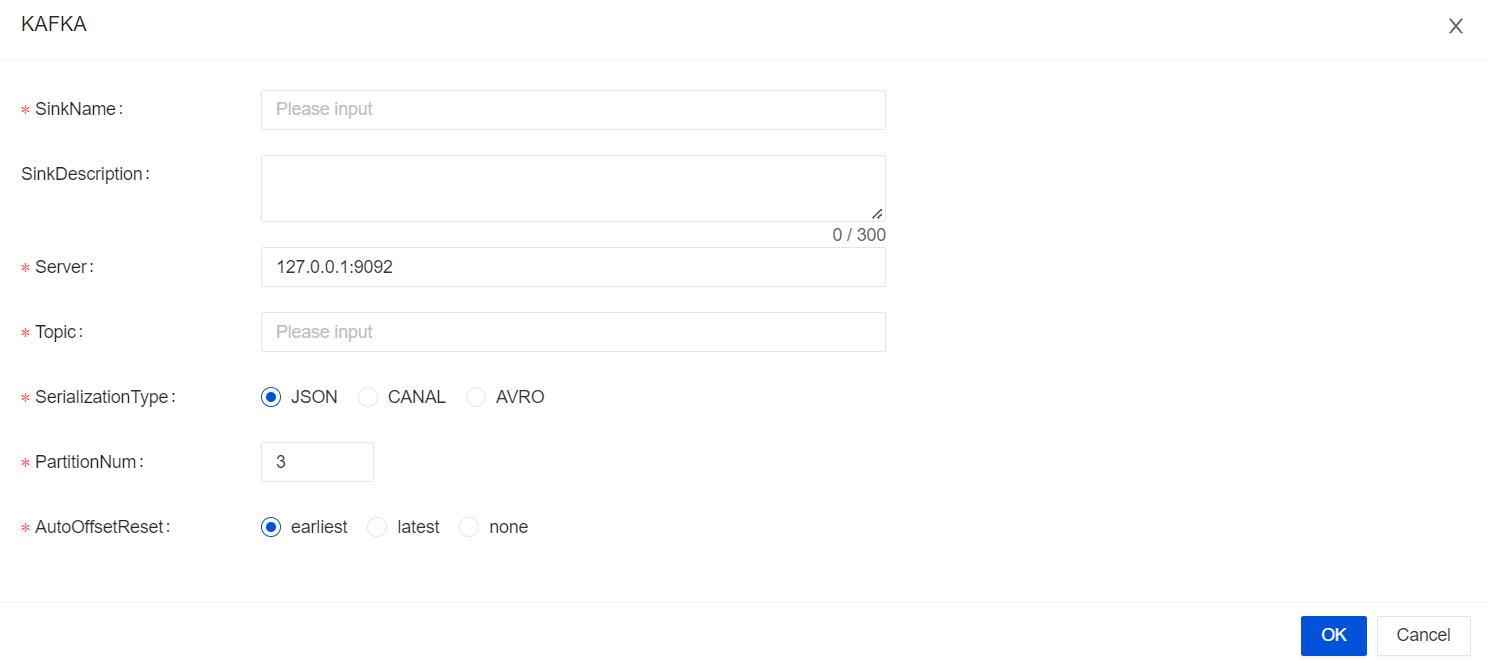 KAFKA
* SinkName:
Please input
SinkDescription:
0 / 300
* Server:
127.0.0.1:9092
* Topic:
Please input
* SerializationType:
JSON CANAL AVRO
* PartitionNum:
3
* AutoOffsetReset:
earliest latest none
OK Cancel